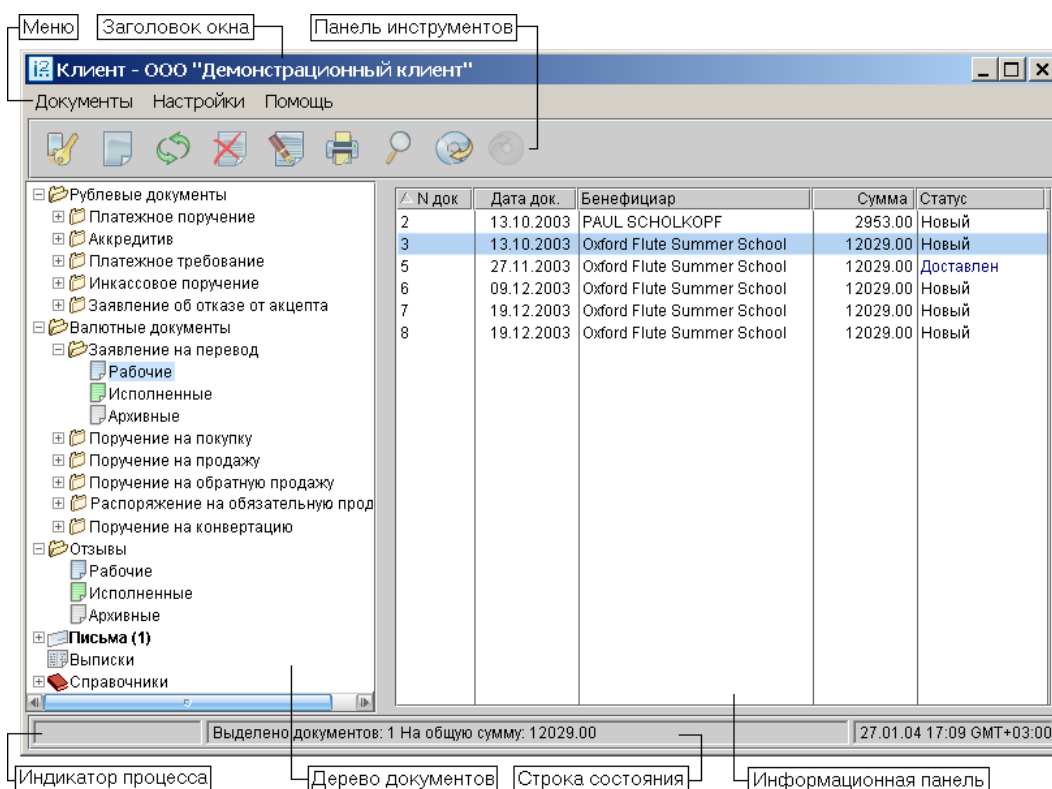 Меню Заголовок окна Панель инструментов
Клиент - ООО "Демонстрационный клиент"
Документы Настройки Помощь
Рублевые документы
Платежное поручение
Аккредитив
Платежное требование
Инкассовое поручение
Заявление об отказе от акцепта
Валютные документы
Заявление на перевод
Рабочие
Исполненные
Архивные
Поручение на покупку
Поручение на продажу
Поручение на обратную продажу
Распоряжение на обязательную прод
Поручение на конвертацию
Отзывы
Рабочие
Исполненные
Архивные
Письма (1)
Выписки
Справочники
N док Дата док. Бенефициар Сумма Статус
2 13.10.2003 PAUL SCHOLKOPF 2953.00 Новый
3 13.10.2003 Oxford Flute Summer School 12029.00 Новый
5 27.11.2003 Oxford Flute Summer School 12029.00 Доставлен
6 09.12.2003 Oxford Flute Summer School 12029.00 Новый
7 19.12.2003 Oxford Flute Summer School 12029.00 Новый
8 19.12.2003 Oxford Flute Summer School 12029.00 Новый
Выделено документов: 1 На общую сумму: 12029.00 27.01.04 17:09 GMT+03:00
Индикатор процесса Дерево документов Строка состояния Информационная панель